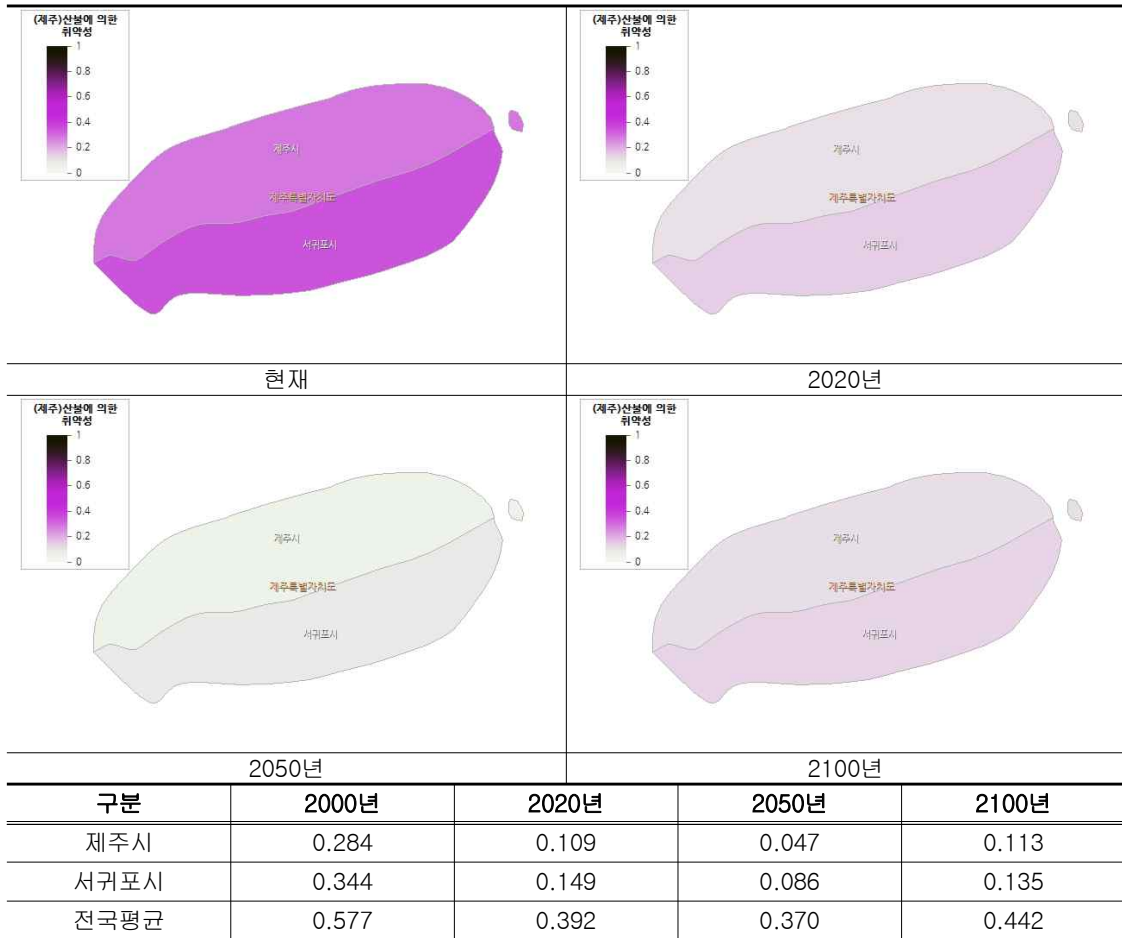 (제주)산불에 의한
취약성
1
0.8
0.6
0.4
0.2
0
제주시
제주특별자치도
서귀포시
(제주)산불에 의한
취약성
1
0.8
0.6
0.4
0.2
0
제주시
제주특별자치도
서귀포시
현재 2020년
(제주)산불에 의한
취약성
1
0.8
0.6
0.4
0.2
0
제주시
제주특별자치도
서귀포시
(제주)산불에 의한
취약성
1
0.8
0.6
0.4
0.2
0
제주시
제주특별자치도
서귀포시
2050년 2100년
구분 2000년 2020년 2050년 2100년
제주시 0.284 0.109 0.047 0.113
서귀포시 0.344 0.149 0.086 0.135
전국평균 0.577 0.392 0.370 0.442